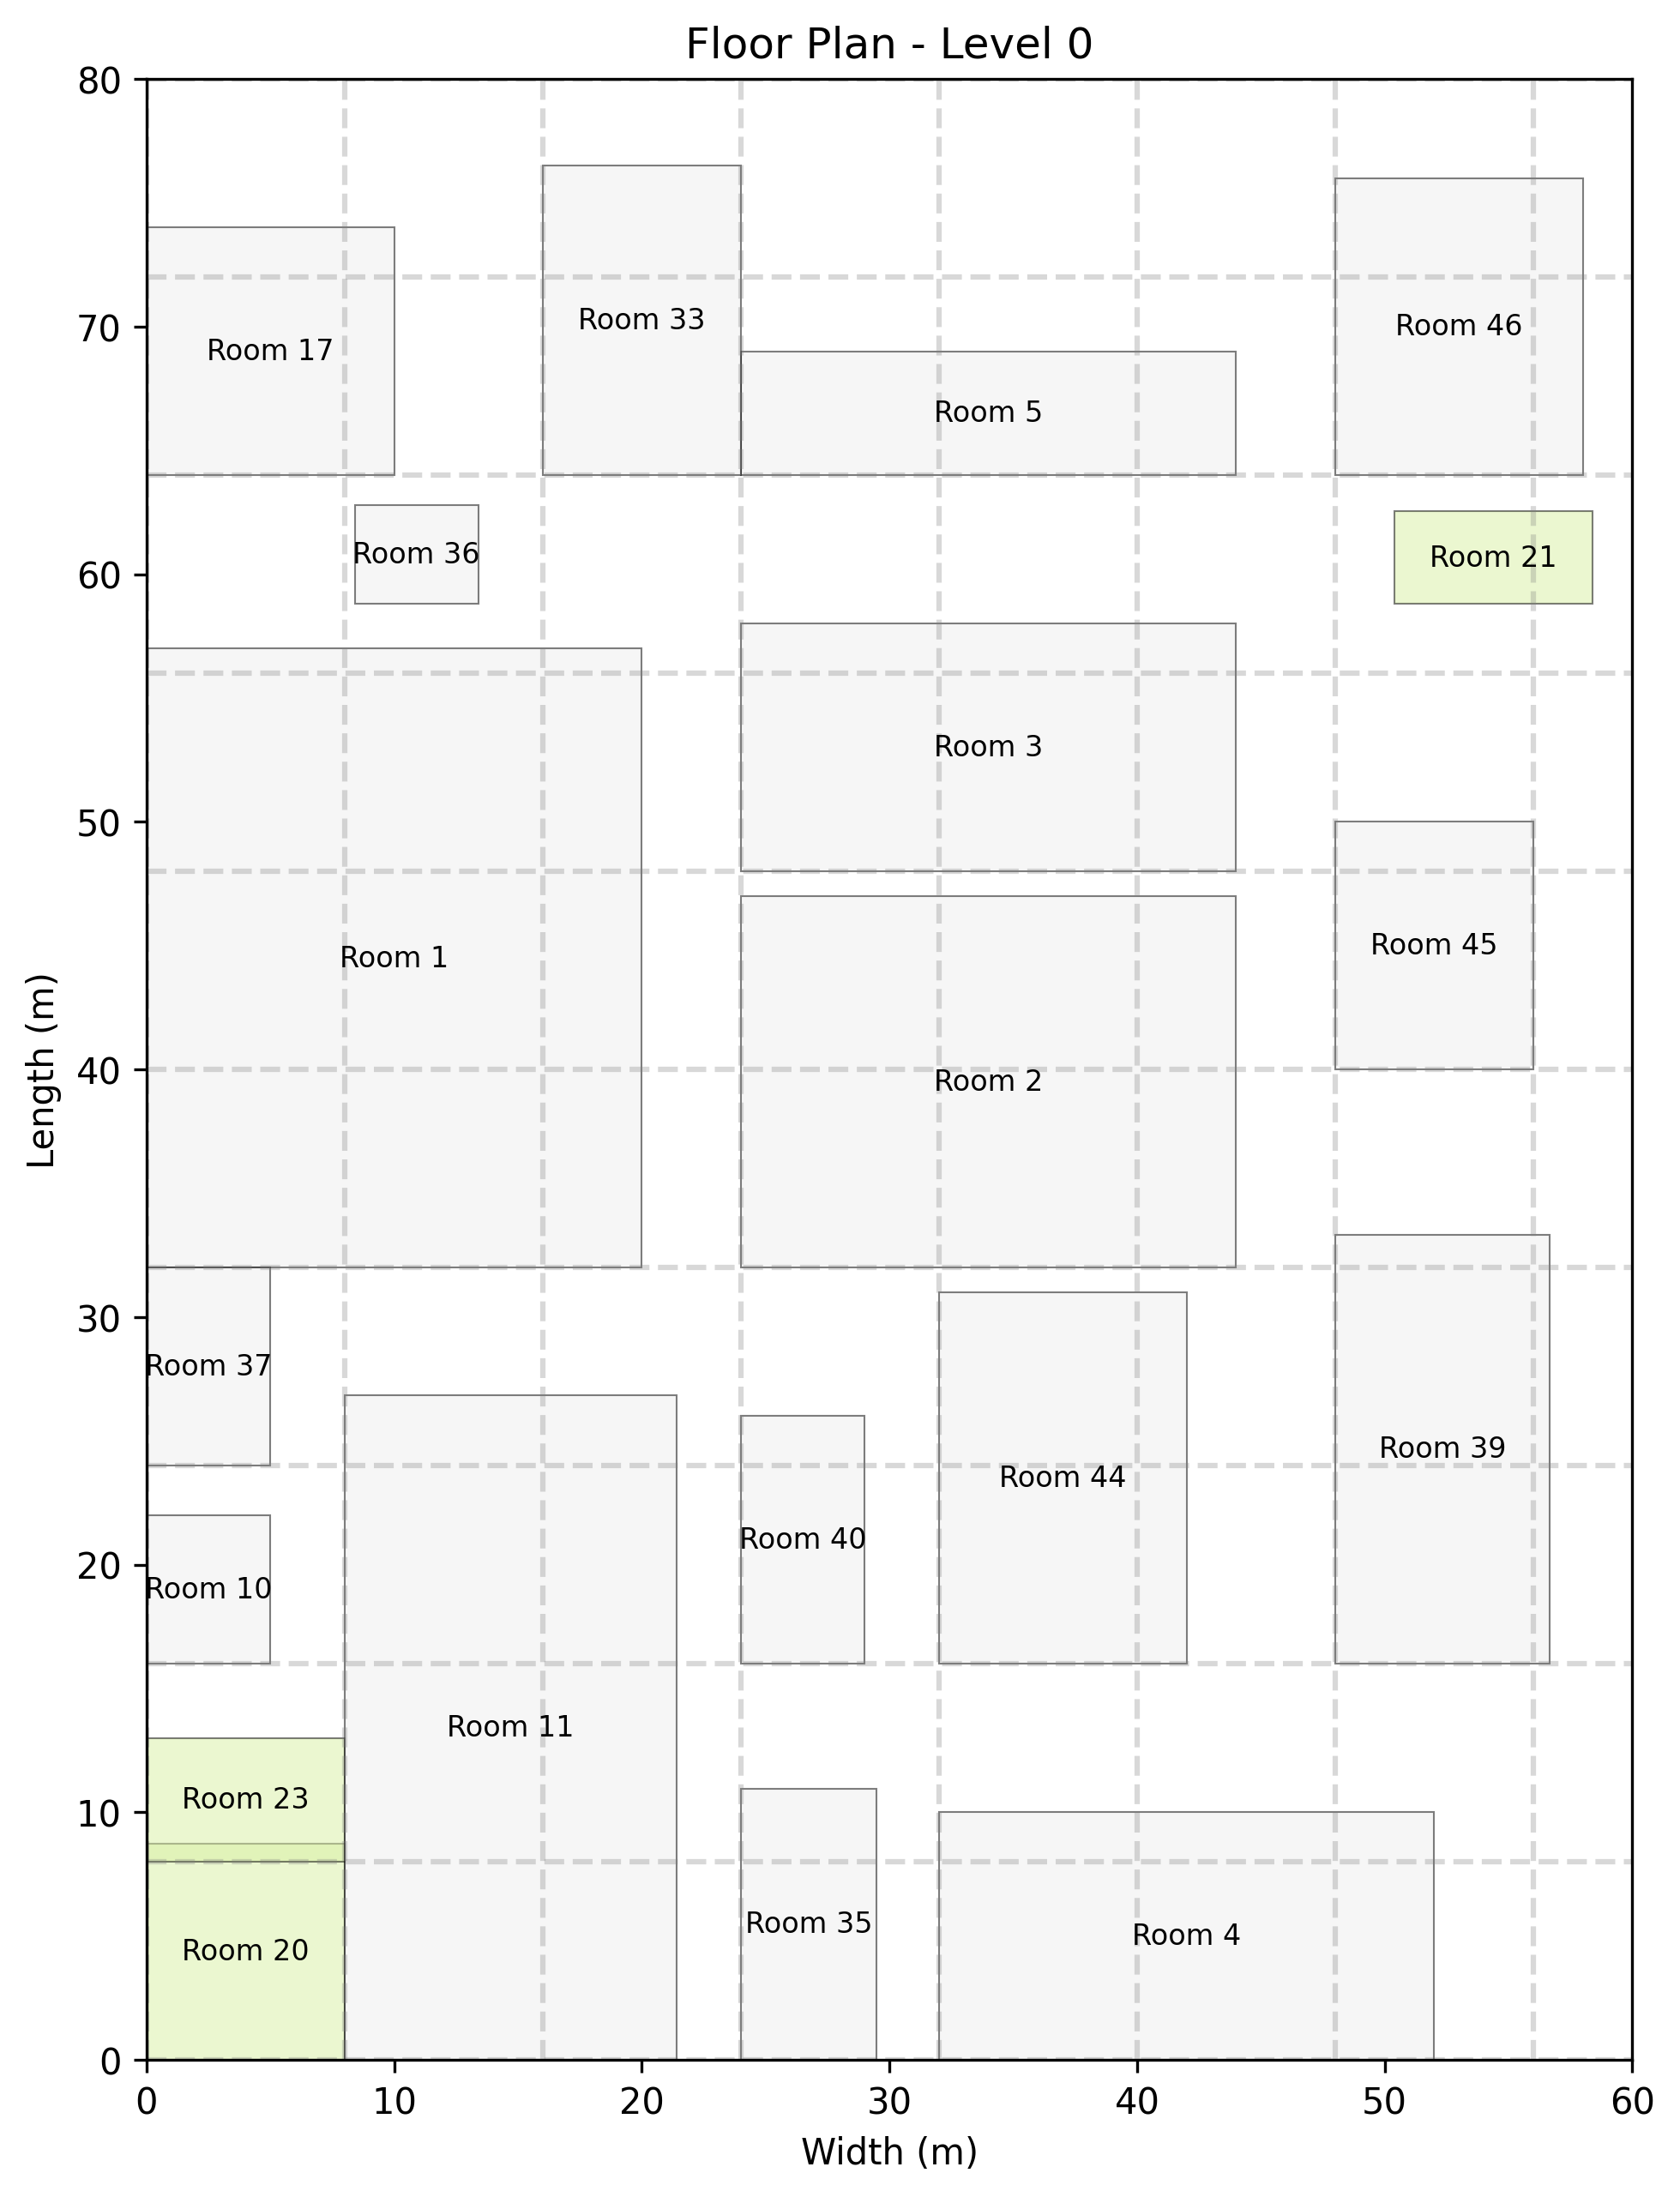 Floor Plan - Level 0
80
70
60
50
40
30
20
10
0
Length (m)
Room 33
Room 46
Room 17
Room 5
Room 36
Room 21
Room 3
Room 45
Room 1
Room 2
Room 37
Room 39
Room 44
Room 40
Room 10
Room 11
Room 23
Room 35
Room 4
Room 20
0 10 20 30 40 50 60
Width (m)